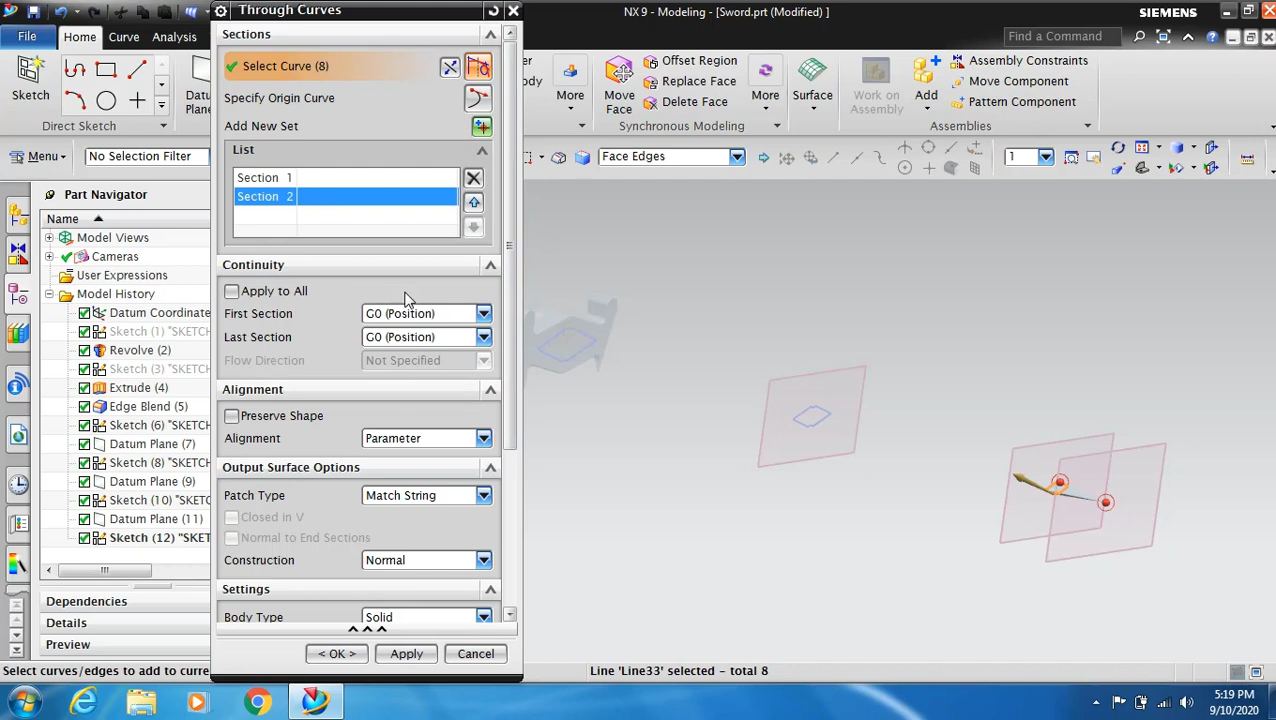 Through Curves
NX 9 - Modeling - [Sword.prt (Modified) ]
SIEMENS
File
Home
Curve
Analysis
Find a Command
Sketch
Direct Sketch
More
Move Face
Offset Region
Replace Face
Delete Face
More
Synchronous Modeling
Surface
Work on Assembly
Add
Assembly Constraints
Move Component
Pattern Component
Assemblies
Menu
No Selection Filter
Face Edges
1
Part Navigator
Name
Model Views
Cameras
User Expressions
Model History
Datum Coordinate
Sketch (1) "SKETCH
Revolve (2)
Sketch (3) "SKETCH
Extrude (4)
Edge Blend (5)
Sketch (6) "SKETCH
Datum Plane (7)
Sketch (8) "SKETCH
Datum Plane (9)
Sketch (10) "SKETC
Datum Plane (11)
Sketch (12) "SKET
Dependencies
Details
Preview
Sections
Select Curve (8)
Specify Origin Curve
Add New Set
List
Section 1
Section 2
Continuity
Apply to All
First Section G0 (Position)
Last Section G0 (Position)
Flow Direction Not Specified
Alignment
Preserve Shape
Alignment Parameter
Output Surface Options
Patch Type Match String
Closed in V
Normal to End Sections
Construction Normal
Settings
Body Type Solid
< OK > Apply Cancel
Select curves/edges to add to curre
Line 'Line33' selected - total 8
5:19 PM
9/10/2020